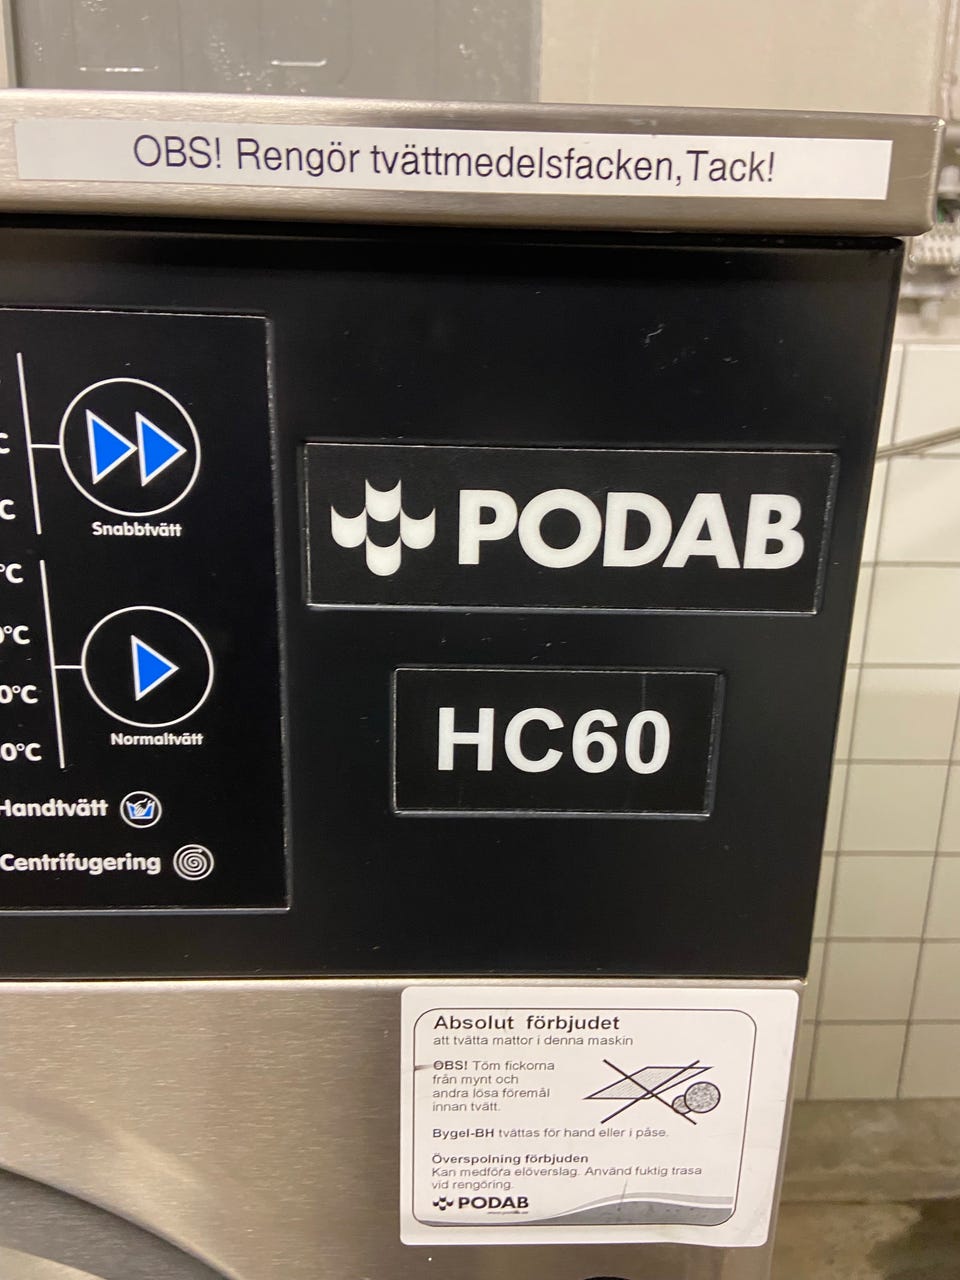 OBS! Rengör tvättmedelsfacken, Tack!
C
C
°C
°C
0°C
0°C
Snabbtvätt
Normaltvätt
Handtvätt
Centrifugering
PODAB
HC60
Absolut förbjudet
att tvätta mattor i denna maskin
OBS! Töm fickorna
från mynt och
andra lösa föremål
innan tvätt.
Bygel-BH tvättas för hand eller i påse.
Överspolning förbjuden
Kan medföra elöverslag. Använd fuktig trasa
vid rengöring.
PODAB